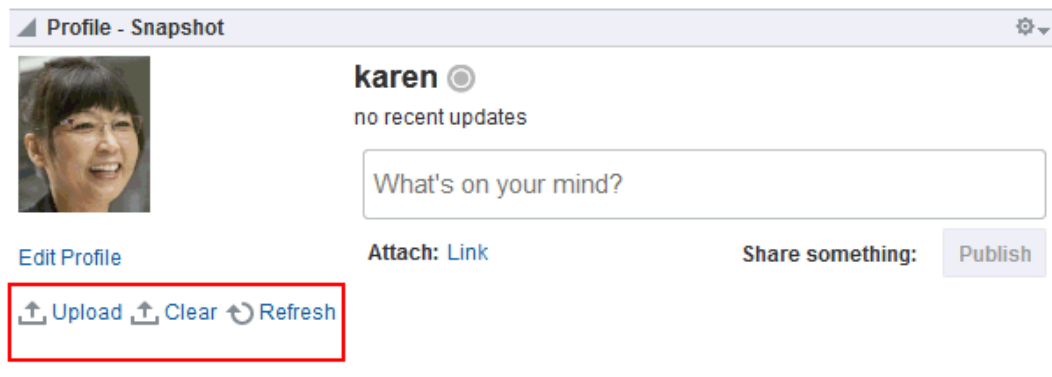 Profile - Snapshot
karen
no recent updates
What's on your mind?
Edit Profile
Attach: Link
Share something: Publish
Upload Clear Refresh